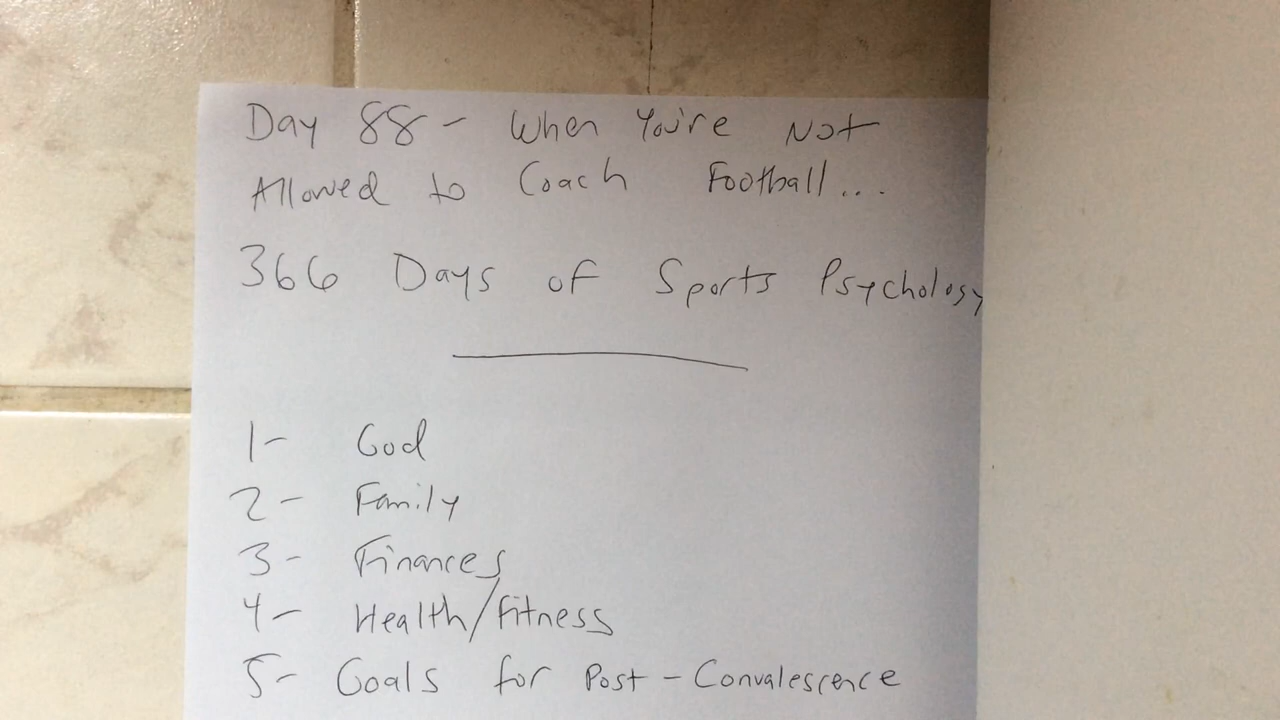 Day 88 - When You're Not
Allowed to Coach Football...
366 Days of Sports Psychology
1- God
2- Family
3- Finances
4- Health/Fitness
5- Goals for Post-Convalescence